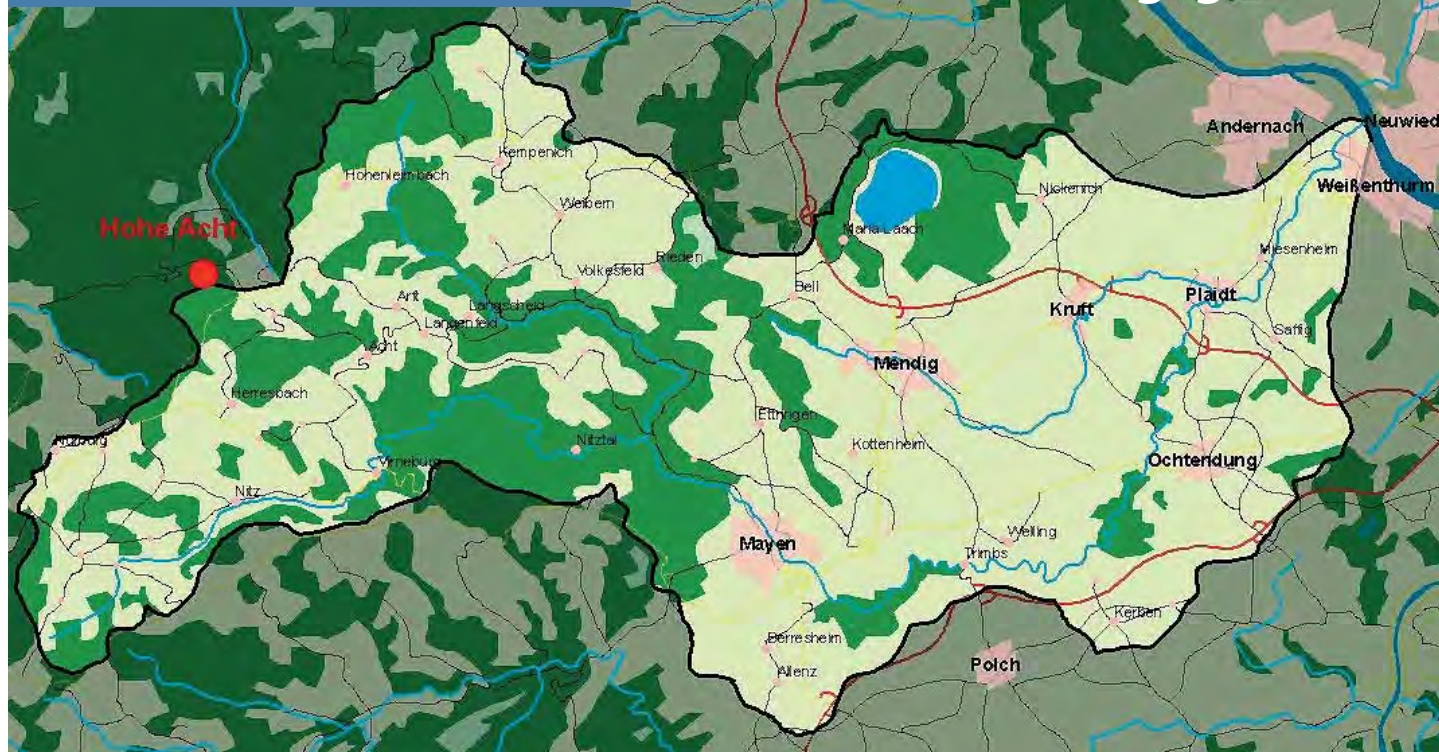 Andernach
Neuwied
Kempenich
Hohenleimbach
Weißenthurm
Nickenich
Weibern
Hohe Acht
Maria Laach
Miesenheim
Rieden
Volkesfeld
Bell
Arft
Langscheid
Plaidt
Kruft
Langenfeld
Saffig
Acht
Mendig
Herresbach
Ettringen
Nitztal
Kottenheim
Virneburg
Ochtendung
Nitz
Welling
Mayen
Trimbs
Kerben
Berresheim
Polch
Allenz